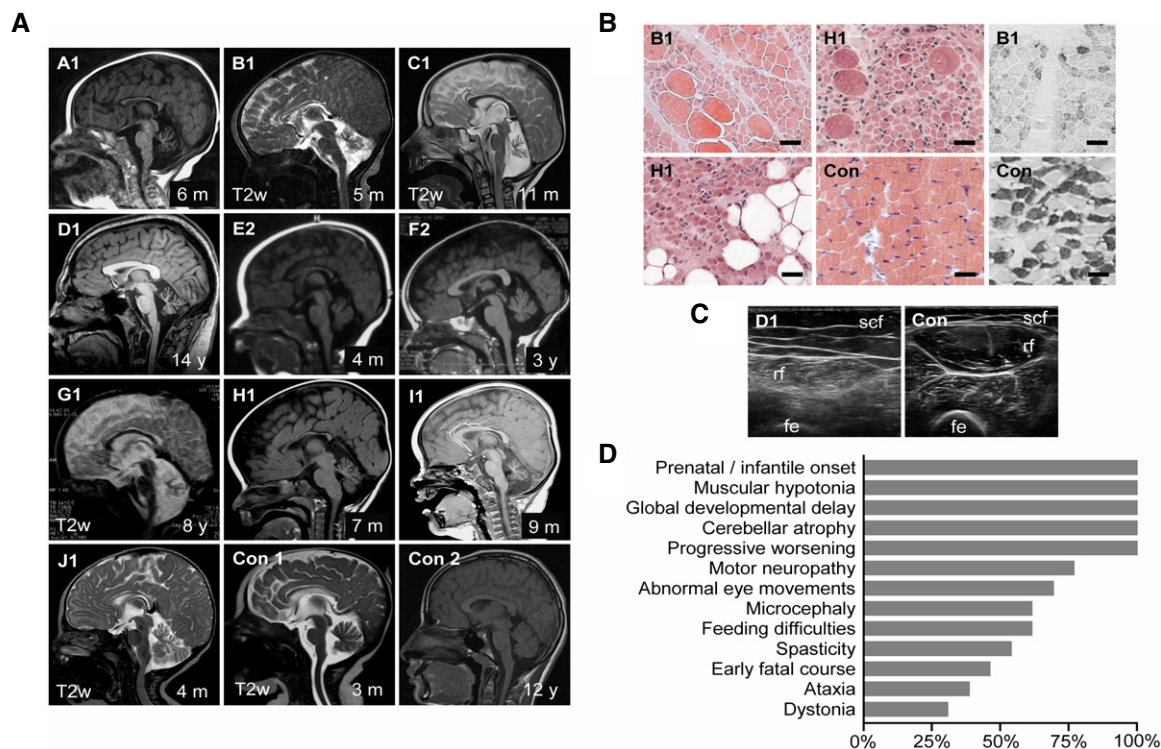 A
A1
6 m
B1
T2w
5 m
C1
T2w
11 m
D1
14 y
E2
H
4 m
F2
3 y
G1
T2w
8 y
H1
7 m
I1
9 m
J1
T2w
4 m
Con 1
T2w
3 m
Con 2
12 y
B
B1
H1
B1
H1
Con
Con
C
D1
scf
rf
fe
Con
scf
rf
fe
D
Prenatal / infantile onset
Muscular hypotonia
Global developmental delay
Cerebellar atrophy
Progressive worsening
Motor neuropathy
Abnormal eye movements
Microcephaly
Feeding difficulties
Spasticity
Early fatal course
Ataxia
Dystonia
0% 25% 50% 75% 100%